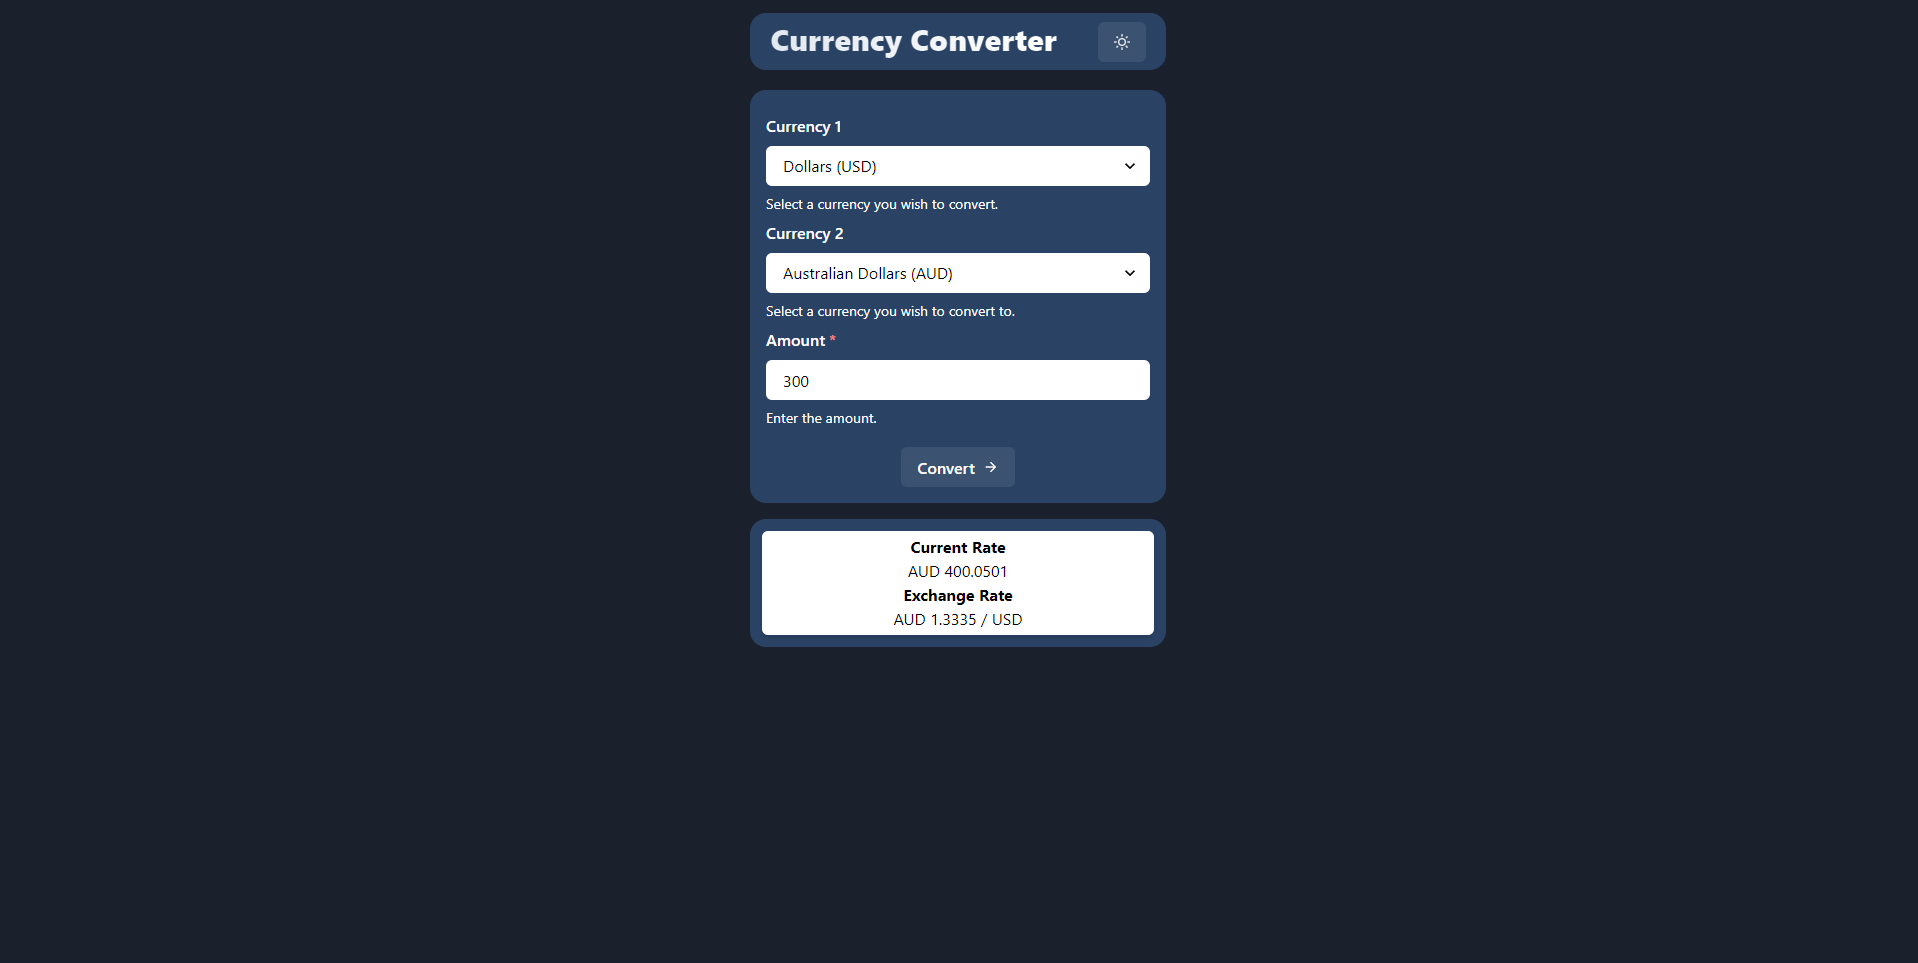 Currency Converter
Currency 1
Dollars (USD)
Select a currency you wish to convert.
Currency 2
Australian Dollars (AUD)
Select a currency you wish to convert to.
Amount *
300
Enter the amount.
Convert →
Current Rate
AUD 400.0501
Exchange Rate
AUD 1.3335 / USD